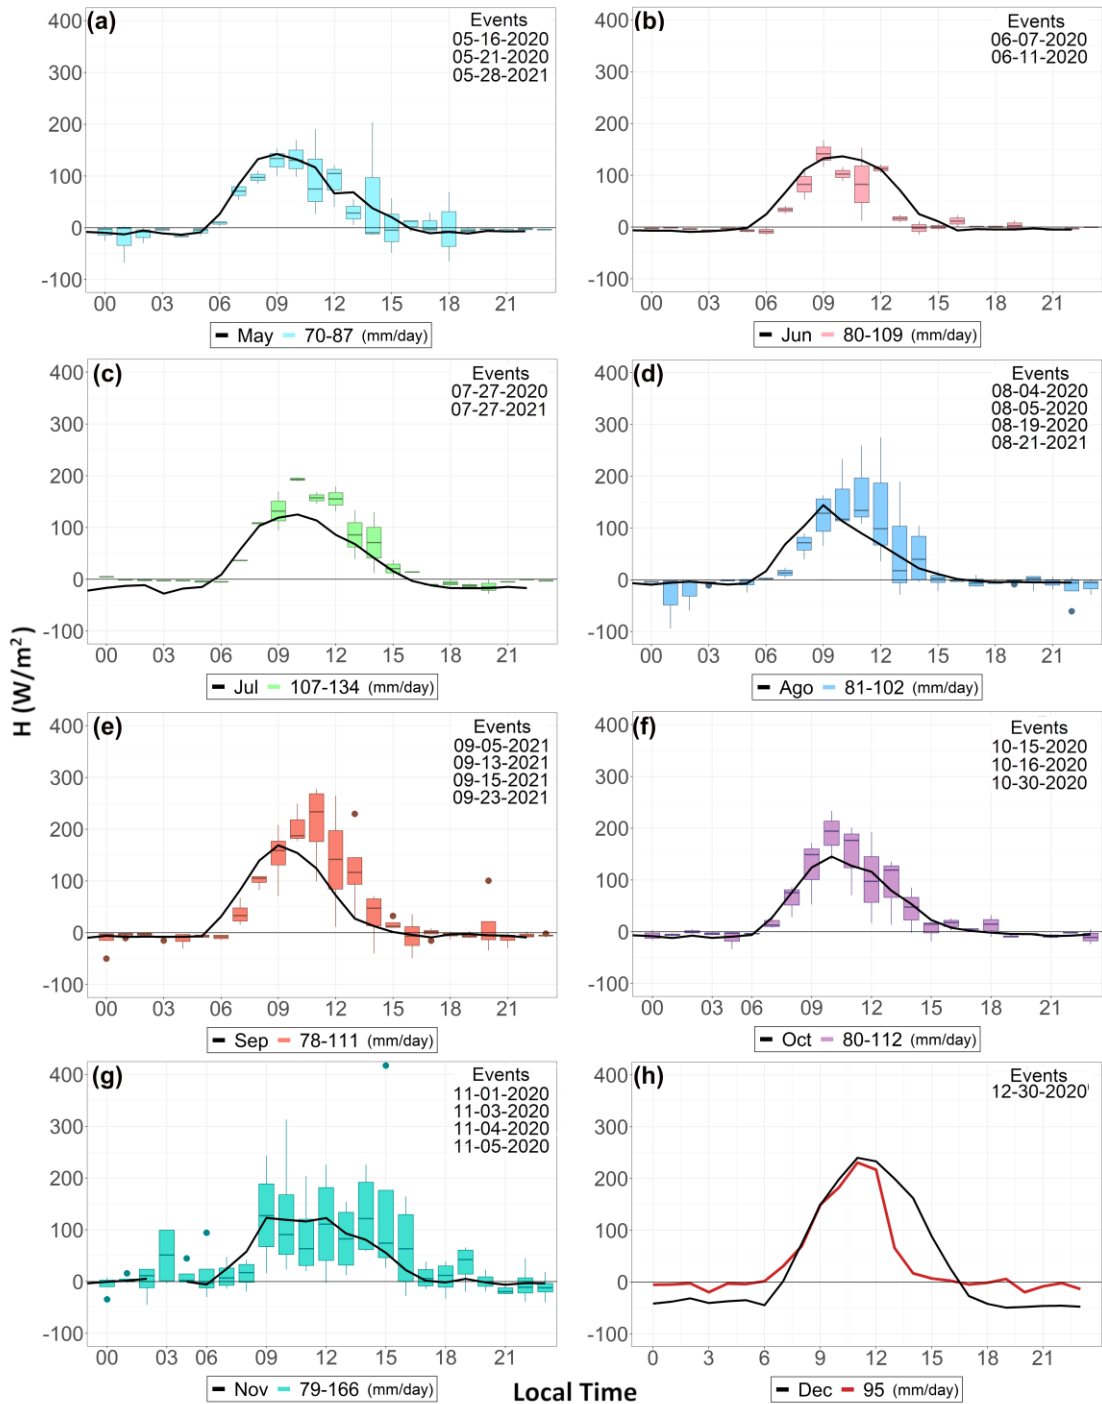 (a)
Events
05-16-2020
05-21-2020
05-28-2021
400
300
200
100
0
-100
00 03 06 09 12 15 18 21
May 70-87 (mm/day)
(b)
Events
06-07-2020
06-11-2020
400
300
200
100
0
-100
00 03 06 09 12 15 18 21
Jun 80-109 (mm/day)
(c)
Events
07-27-2020
07-27-2021
400
300
200
100
0
-100
00 03 06 09 12 15 18 21
Jul 107-134 (mm/day)
(d)
Events
08-04-2020
08-05-2020
08-19-2020
08-21-2021
400
300
200
100
0
-100
00 03 06 09 12 15 18 21
Ago 81-102 (mm/day)
H (W/m²)
(e)
Events
09-05-2021
09-13-2021
09-15-2021
09-23-2021
400
300
200
100
0
-100
00 03 06 09 12 15 18 21
Sep 78-111 (mm/day)
(f)
Events
10-15-2020
10-16-2020
10-30-2020
400
300
200
100
0
-100
00 03 06 09 12 15 18 21
Oct 80-112 (mm/day)
(g)
Events
11-01-2020
11-03-2020
11-04-2020
11-05-2020
400
300
200
100
0
-100
00 03 06 09 12 15 18 21
Nov 79-166 (mm/day)
(h)
Events
12-30-2020
400
300
200
100
0
-100
0 3 6 9 12 15 18 21
Dec 95 (mm/day)
Local Time